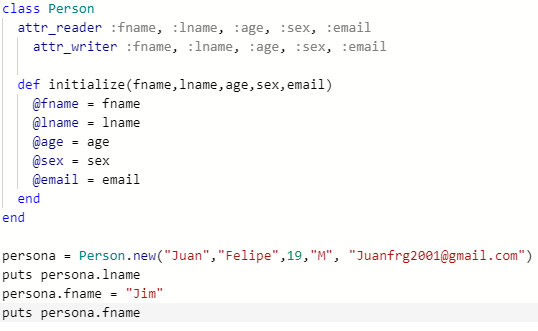 class Person
  attr_reader :fname, :lname, :age, :sex, :email
    attr_writer :fname, :lname, :age, :sex, :email
  def initialize(fname,lname,age,sex,email)
    @fname = fname
    @lname = lname
    @age = age
    @sex = sex
    @email = email
  end
end
persona = Person.new("Juan","Felipe",19,"M", "Juanfrg2001@gmail.com")
puts persona.lname
persona.fname = "Jim"
puts persona.fname